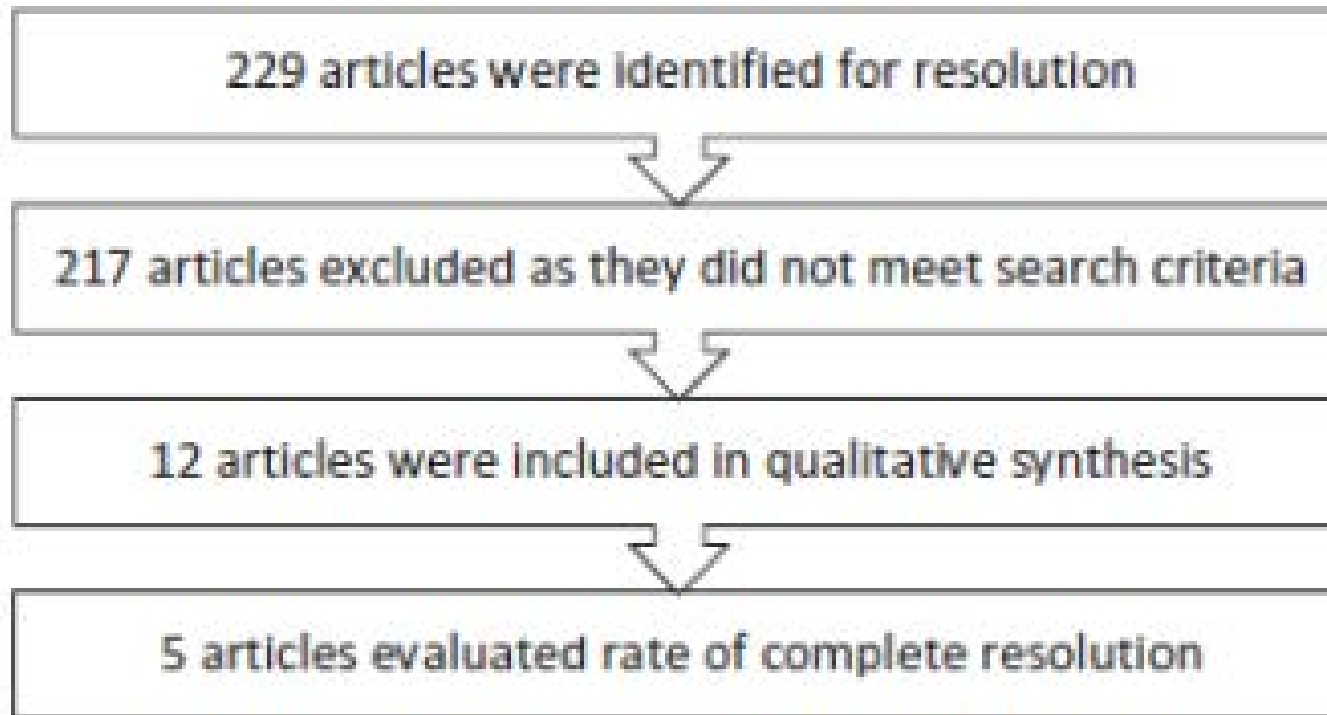 229 articles were identified for resolution
217 articles excluded as they did not meet search criteria
12 articles were included in qualitative synthesis
5 articles evaluated rate of complete resolution